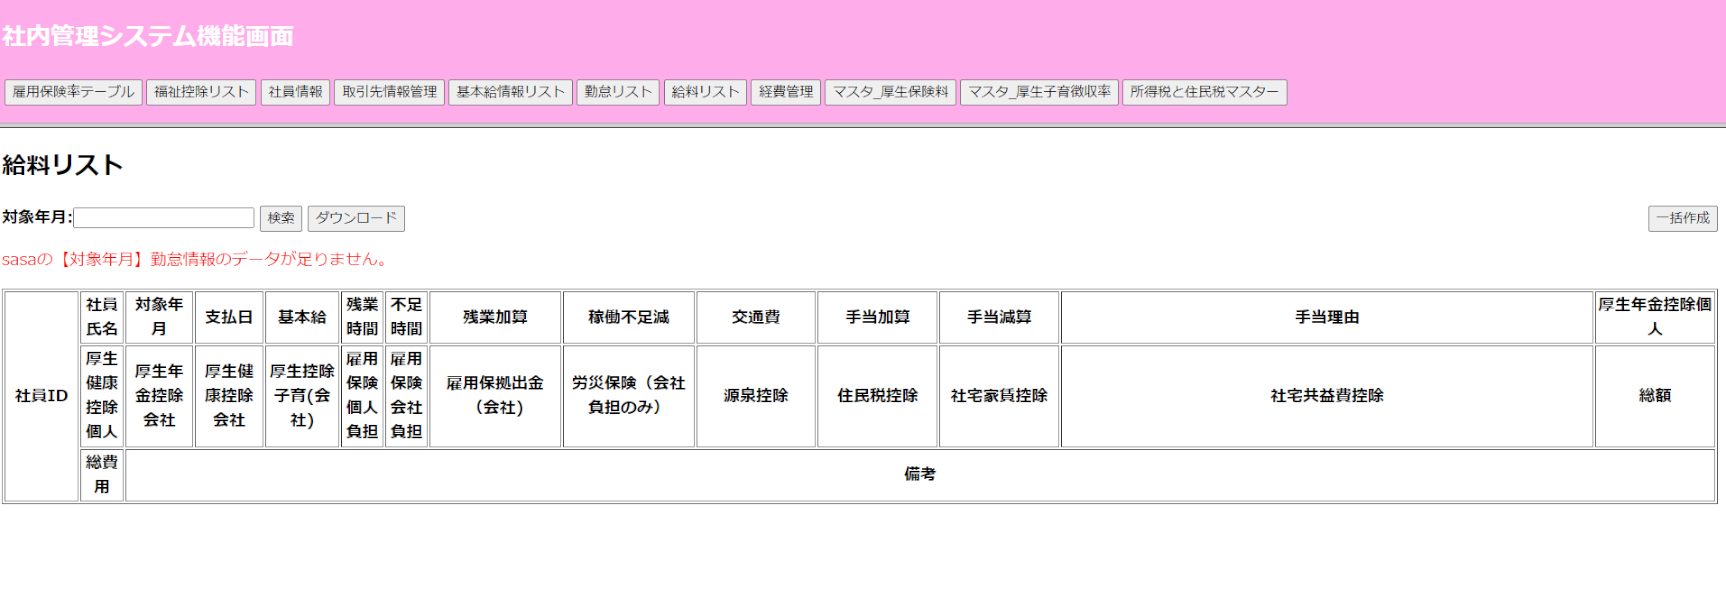 社内管理システム機能画面
雇用保険率テーブル 福祉控除リスト 社員情報 取引先情報管理 基本給情報リスト 勤怠リスト 給料リスト 経費管理 マスタ_厚生保険料 マスタ_厚生子育徴収率 所得税と住民税マスター
給料リスト
対象年月: 検索 ダウンロード 一括作成
sasaの【対象年月】勤怠情報のデータが足りません。
社員ID
社員氏名 対象年月 支払日 基本給 残業時間 不足時間 残業加算 稼働不足減 交通費 手当加算 手当減算 手当理由 厚生年金控除個人
厚生健康控除個人 厚生年金控除会社 厚生健康控除会社 厚生控除子育(会社) 雇用保険個人負担 雇用保険会社負担 雇用保拠出金（会社) 労災保険（会社負担のみ） 源泉控除 住民税控除 社宅家賃控除 社宅共益費控除 総額
総費用 備考